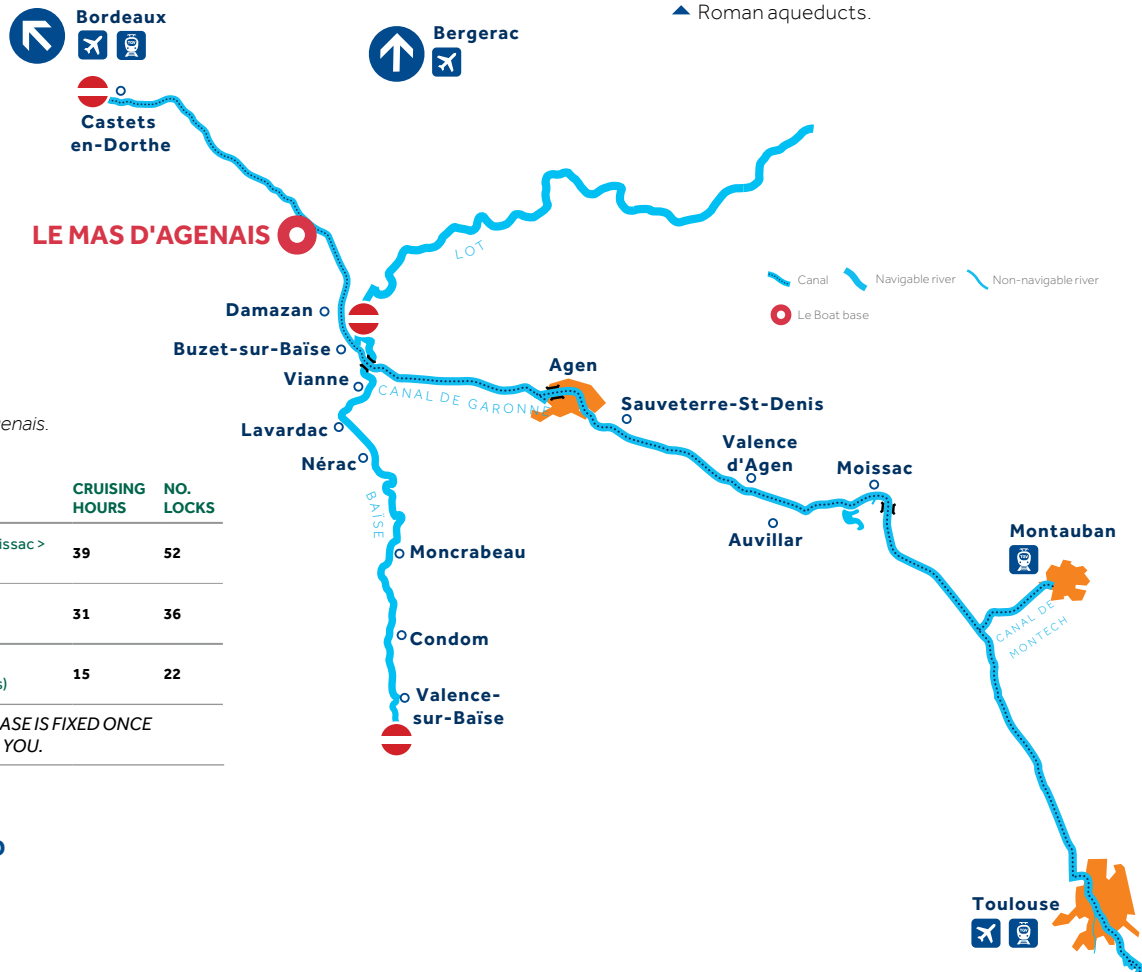 Roman aqueducts.
Bordeaux
Bergerac
Castets
en-Dorthe
LE MAS D'AGENAIS
LOT
Canal
Navigable river
Non-navigable river
Le Boat base
Damazan
Buzet-sur-Baïse
Vianne
CANAL DE GARONNE
Agen
Sauveterre-St-Denis
Lavardac
Nérac
Valence
d'Agen
Moissac
Auvillar
BAÏSE
Moncrabeau
Montauban
CANAL DE
MONTECH
Condom
Valence-
sur-Baïse
Toulouse
enais.
CRUISING NO.
HOURS LOCKS
issac > 39 52
31 36
15 22
s)
ASE IS FIXED ONCE
YOU.